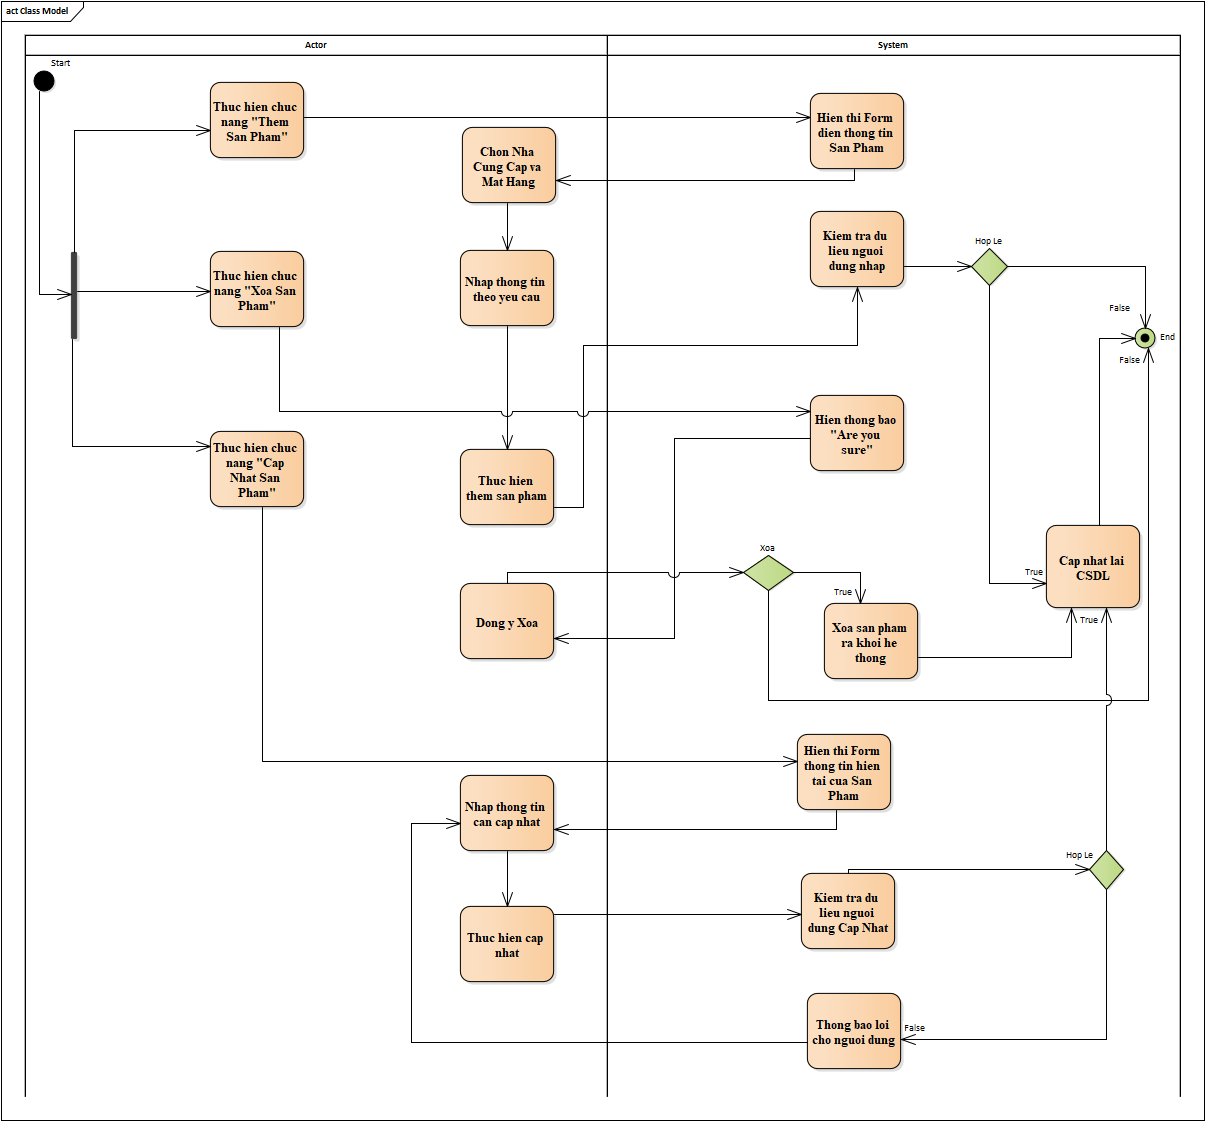 act Class Model
Actor
System
Start
Thuc hien chuc
nang "Them
San Pham"
Hien thi Form
dien thong tin
San Pham
Chon Nha
Cung Cap va
Mat Hang
Kiem tra du
lieu nguoi
dung nhap
Hop Le
Thuc hien chuc
nang "Xoa San
Pham"
Nhap thong tin
theo yeu cau
False
End
False
Hien thong bao
"Are you
sure"
Thuc hien chuc
nang "Cap
Nhat San
Pham"
Thuc hien
them san pham
Xoa
Cap nhat lai
CSDL
True
True
True
Dong y Xoa
Xoa san pham
ra khoi he
thong
Hien thi Form
thong tin hien
tai cua San
Pham
Nhap thong tin
can cap nhat
Hop Le
Kiem tra du
lieu nguoi
dung Cap Nhat
Thuc hien cap
nhat
Thong bao loi
cho nguoi dung
False